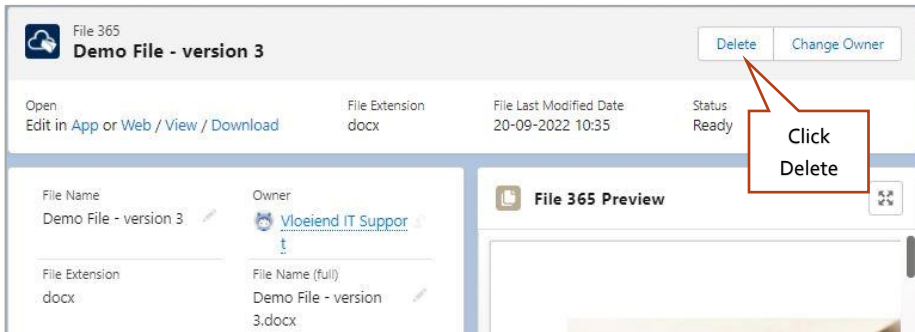 File 365
Demo File - version 3
Delete
Change Owner
Open
Edit in App or Web / View / Download
File Extension
docx
File Last Modified Date
20-09-2022 10:35
Status
Ready
Click
Delete
File Name
Demo File - version 3
Owner
Vloeiend IT Suppor
t
File Extension
docx
File Name (full)
Demo File - version
3.docx
File 365 Preview